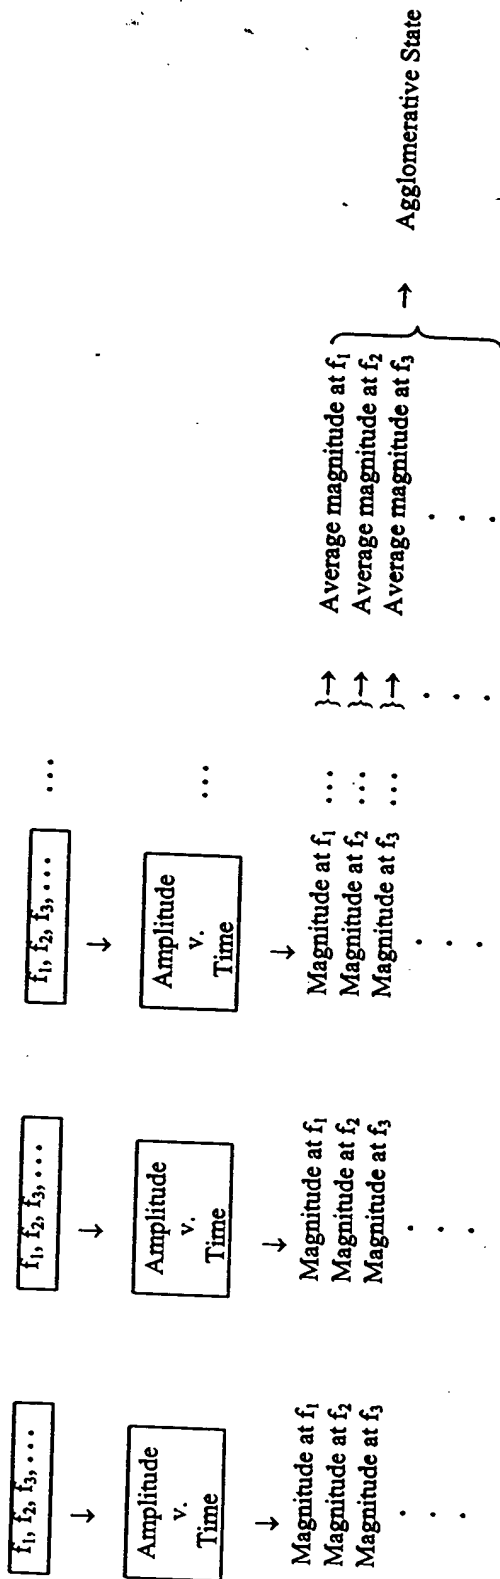 f₁, f₂, f₃, ... f₁, f₂, f₃, ... f₁, f₂, f₃, ... ...
↓ ↓ ↓
Amplitude Amplitude Amplitude
v. v. v. ...
Time Time Time
↓ ↓ ↓
Magnitude at f₁ Magnitude at f₁ Magnitude at f₁ ... }→ Average magnitude at f₁
Magnitude at f₂ Magnitude at f₂ Magnitude at f₂ ... }→ Average magnitude at f₂
Magnitude at f₃ Magnitude at f₃ Magnitude at f₃ ... }→ Average magnitude at f₃
. . . . .
. . . . .
. . . . .
} → Agglomerative State